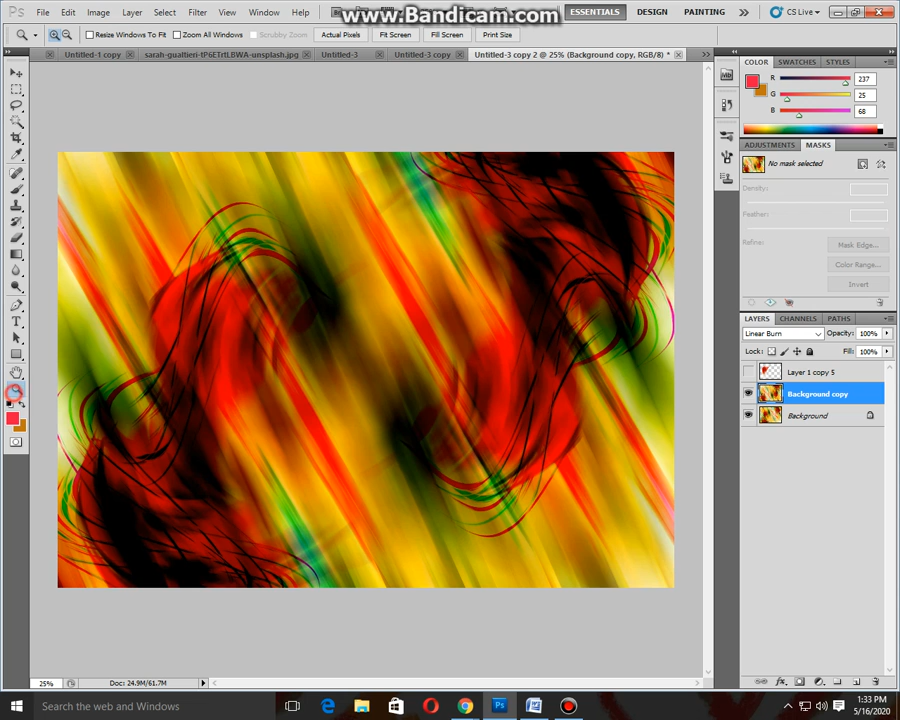 www.Bandicam.com
Ps File Edit Image Layer Select Filter View Window Help
ESSENTIALS DESIGN PAINTING CS Live
Resize Windows To Fit Zoom All Windows Scrubby Zoom Actual Pixels Fit Screen Fill Screen Print Size
Untitled-1 copy sarah-gualtieri-tP6ETrtLBWA-unsplash.jpg Untitled-3 Untitled-3 copy Untitled-3 copy 2 @ 25% (Background copy, RGB/8) *
COLOR SWATCHES STYLES
R 237
G 25
B 68
ADJUSTMENTS MASKS
No mask selected
Density:
Feather:
Refine: Mask Edge...
Color Range...
Invert
LAYERS CHANNELS PATHS
Linear Burn Opacity: 100%
Lock: Fill: 100%
Layer 1 copy 5
Background copy
Background
25% Doc: 24.9M/61.7M
Search the web and Windows
1:33 PM
5/16/2020